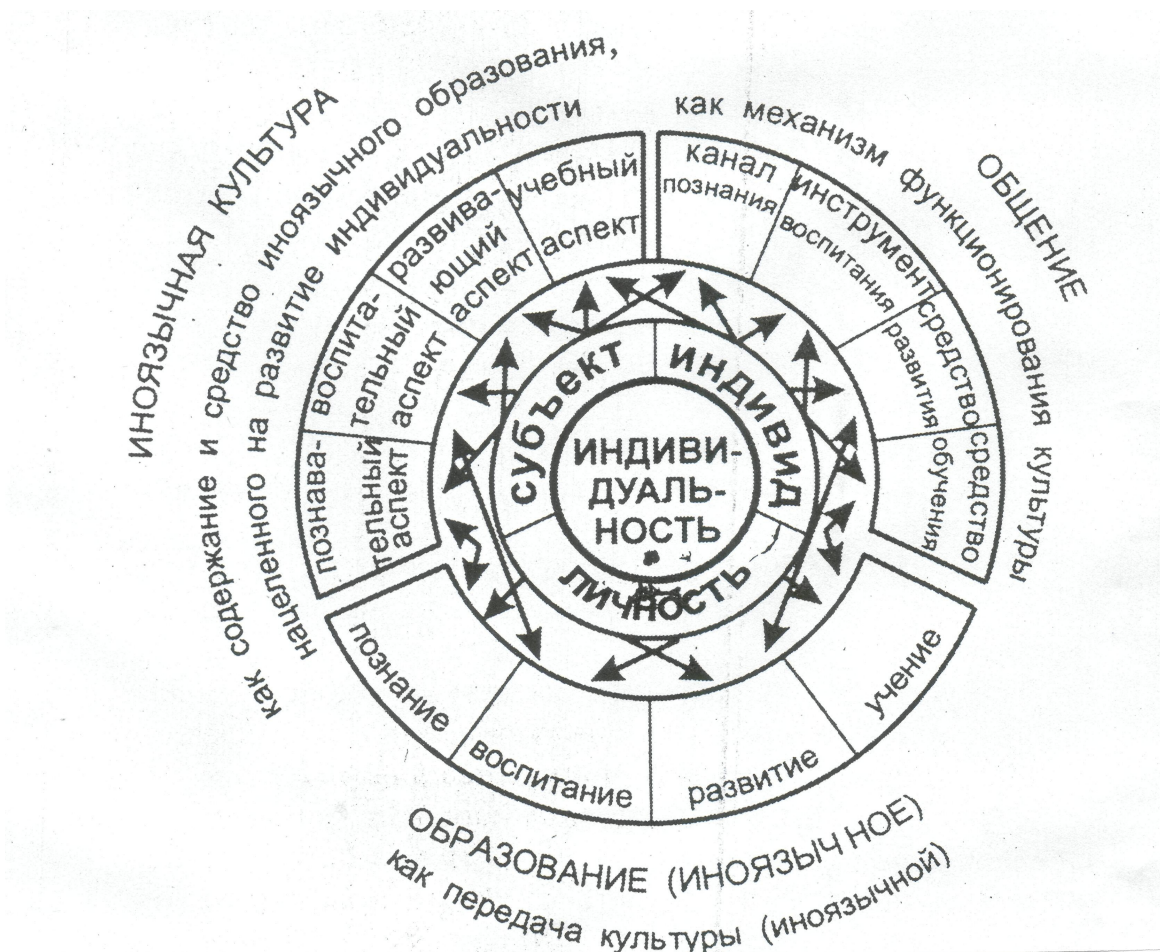 ИНОЯЗЫЧНАЯ КУЛЬТУРА
как содержание и средство иноязычного образования,
нацеленного на развитие индивидуальности
познава-
тельный
аспект
воспита-
тельный
аспект
развива-
ющий
аспект
учебный
аспект
ОБЩЕНИЕ
как механизм функционирования культуры
канал
познания
инструмент
воспитания
средство
развития
средство
обучения
субъект
индивид
личность
ИНДИВИ-
ДУАЛЬ-
НОСТЬ
познание
воспитание
развитие
учение
ОБРАЗОВАНИЕ (ИНОЯЗЫЧНОЕ)
как передача культуры (иноязычной)